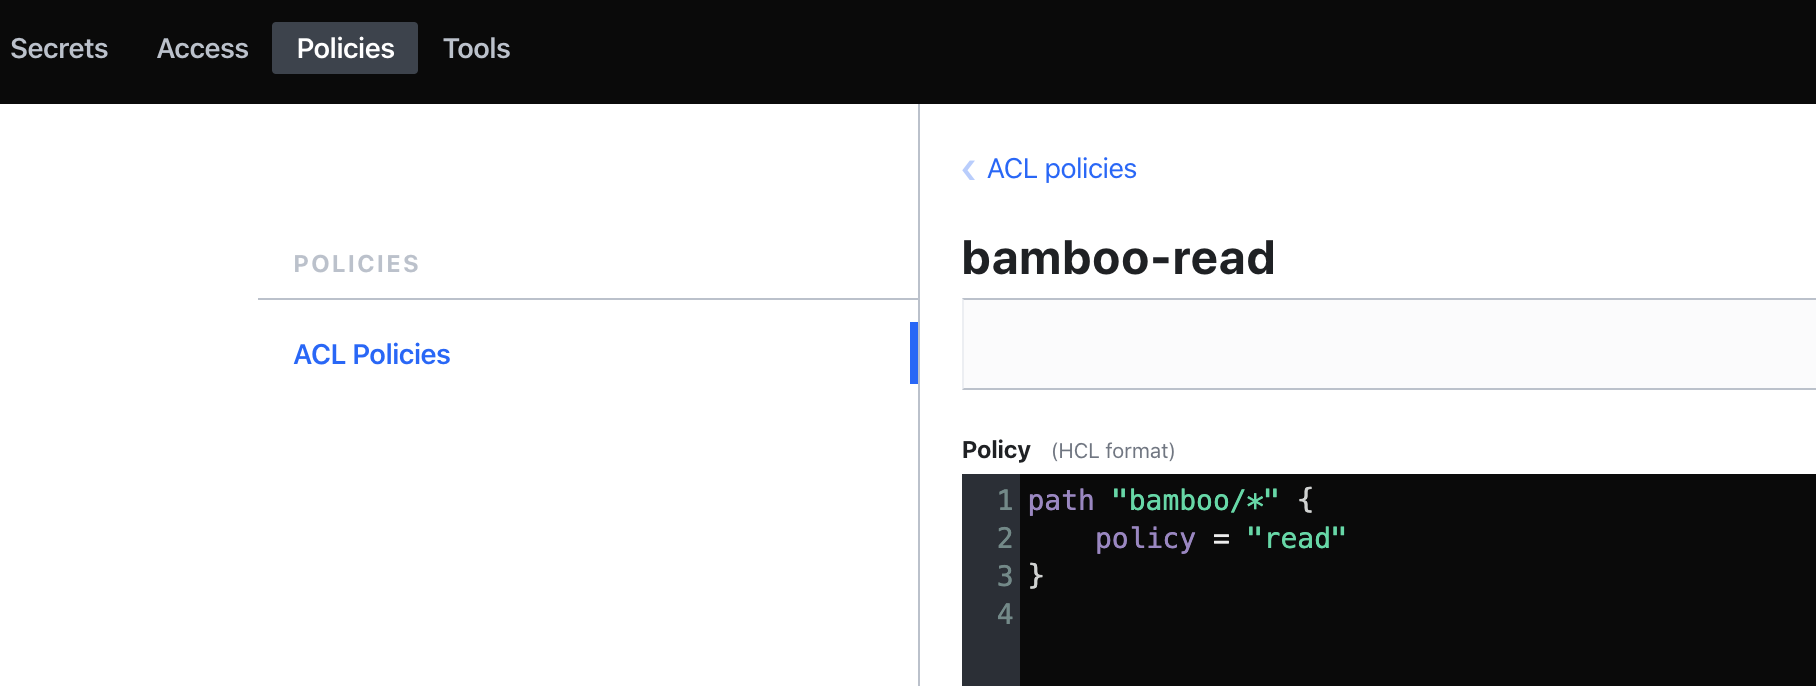 Secrets Access Policies Tools
POLICIES
ACL Policies
‹ ACL policies
bamboo-read
Policy (HCL format)
1 path "bamboo/*" {
2     policy = "read"
3 }
4